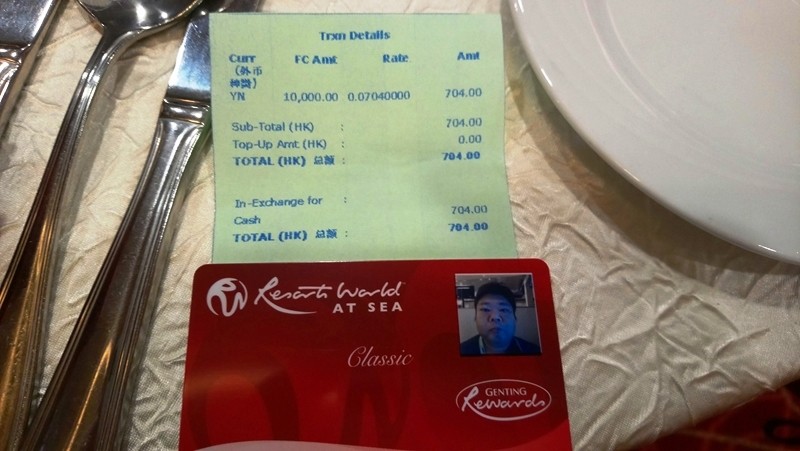 Trxn Details
Curr FC Amt Rate Amt
(外币
种类)
YN 10,000.00 0.07040000 704.00
Sub-Total (HK) : 704.00
Top-Up Amt (HK) : 0.00
TOTAL (HK) 总额 : 704.00
In-Exchange for :
Cash 704.00
TOTAL (HK) 总额 : 704.00
RW Resorts World
AT SEA
Classic
GENTING
Rewards